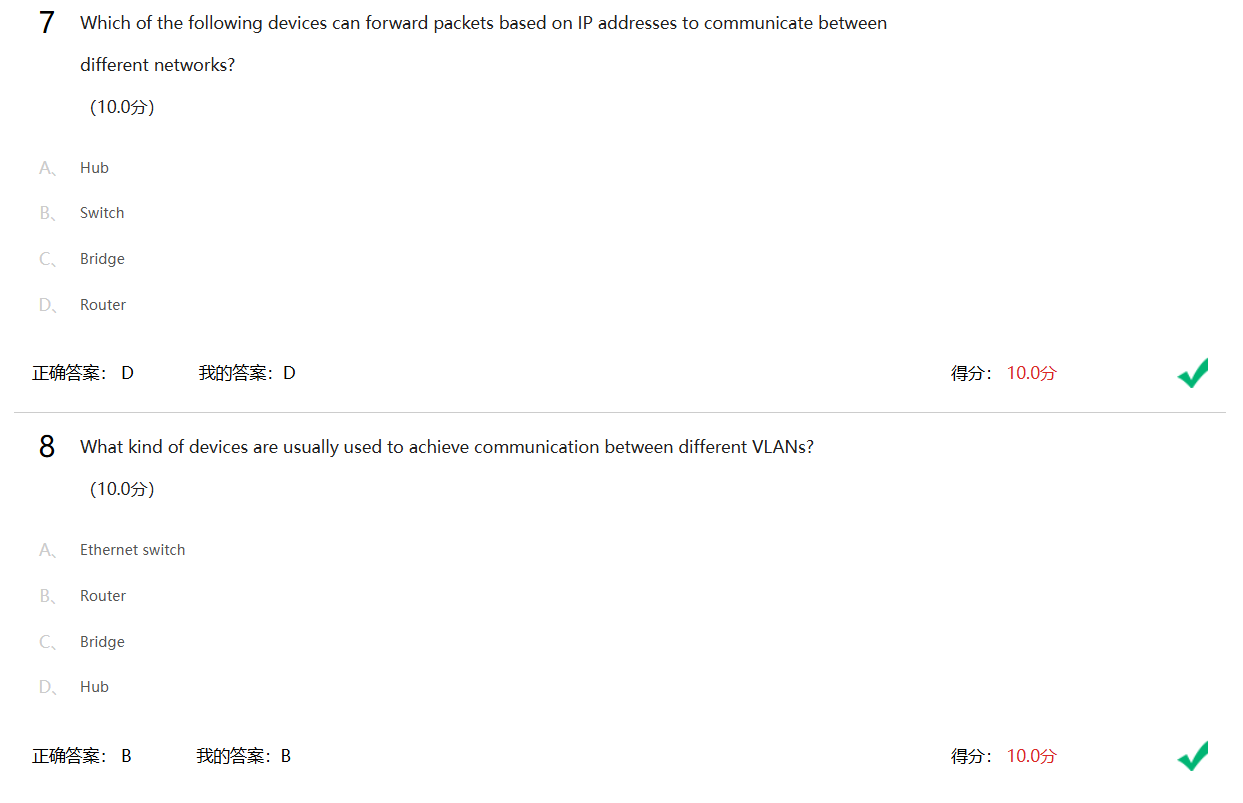 7 Which of the following devices can forward packets based on IP addresses to communicate between
different networks?
（10.0分）
A、 Hub
B、 Switch
C、 Bridge
D、 Router
正确答案： D 我的答案：D 得分： 10.0分
8 What kind of devices are usually used to achieve communication between different VLANs?
（10.0分）
A、 Ethernet switch
B、 Router
C、 Bridge
D、 Hub
正确答案： B 我的答案：B 得分： 10.0分